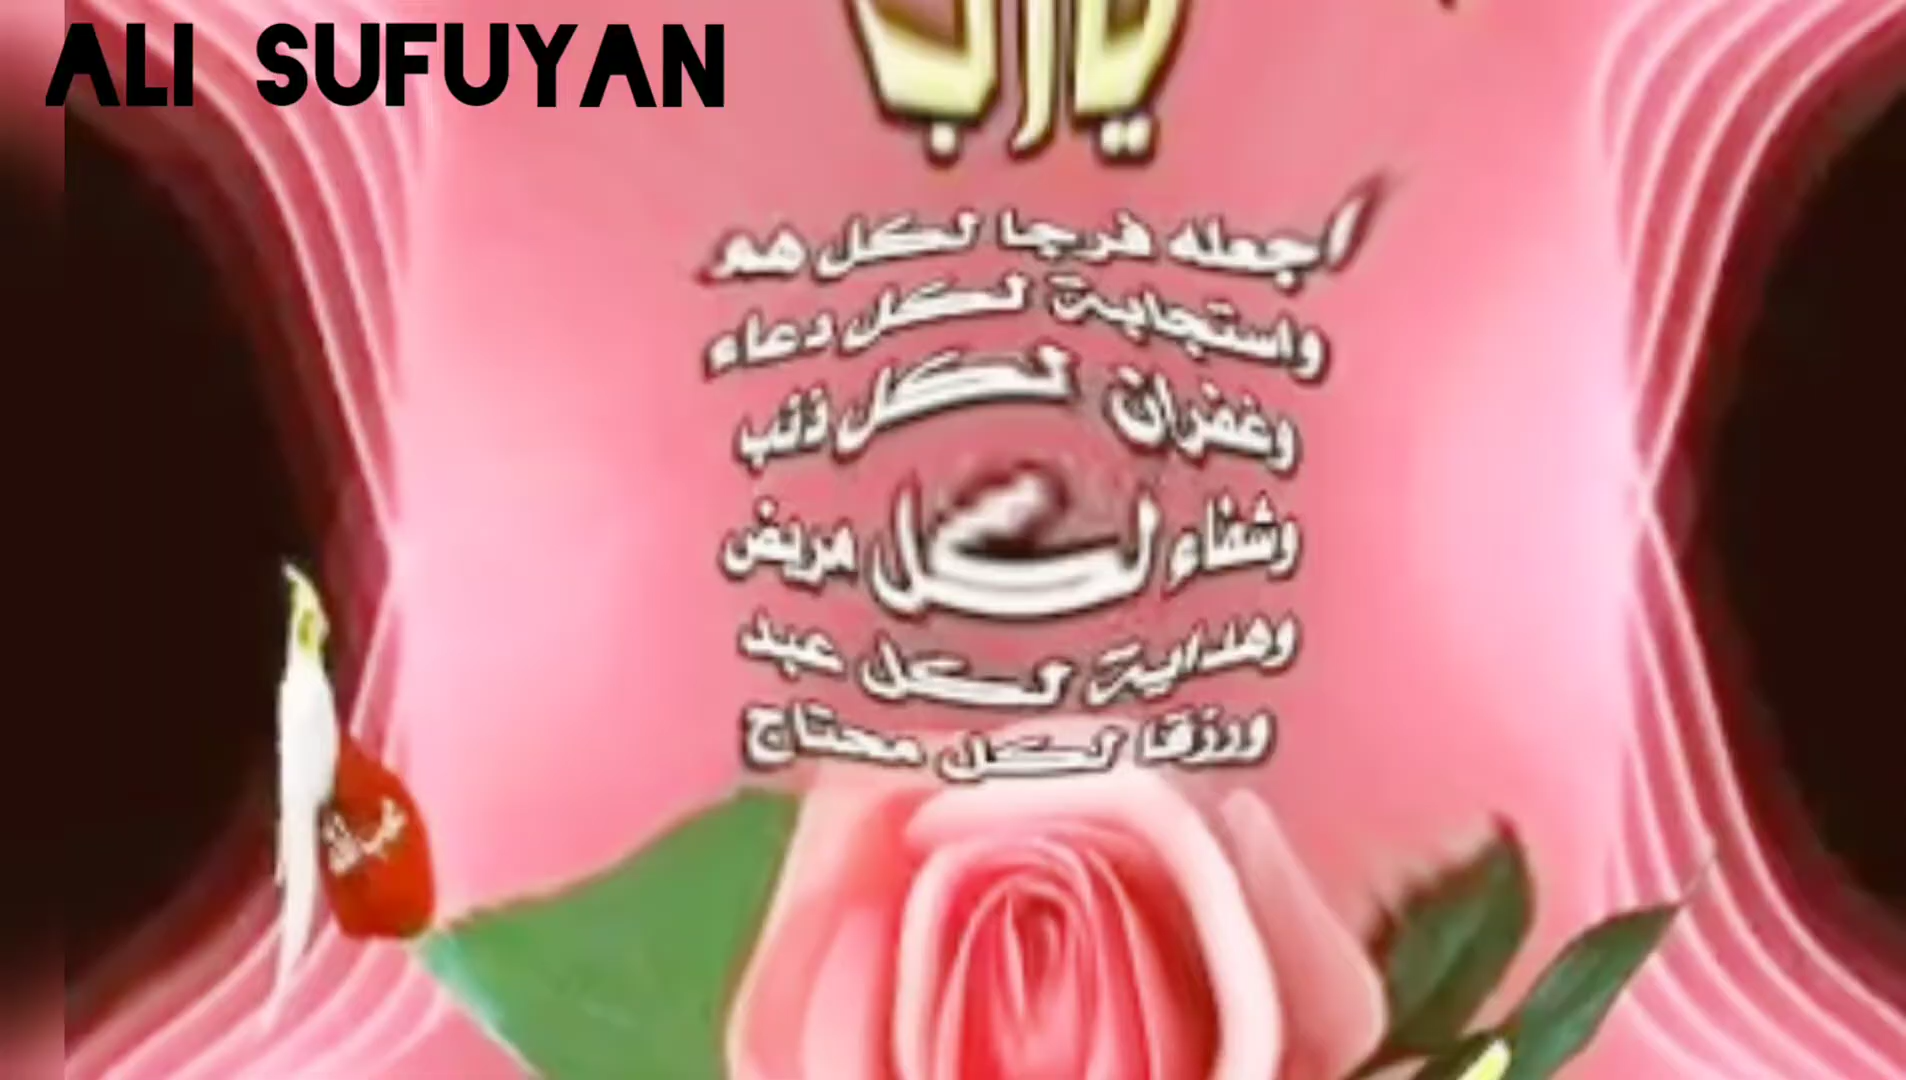 ALI SUFUYAN
يارب
اجعله فرجا لكل هم
واستجابة لكل دعاء
وغفران لكل ذنب
وشفاء لكل مريض
وهداية لكل عبد
ورزقا لكل محتاج